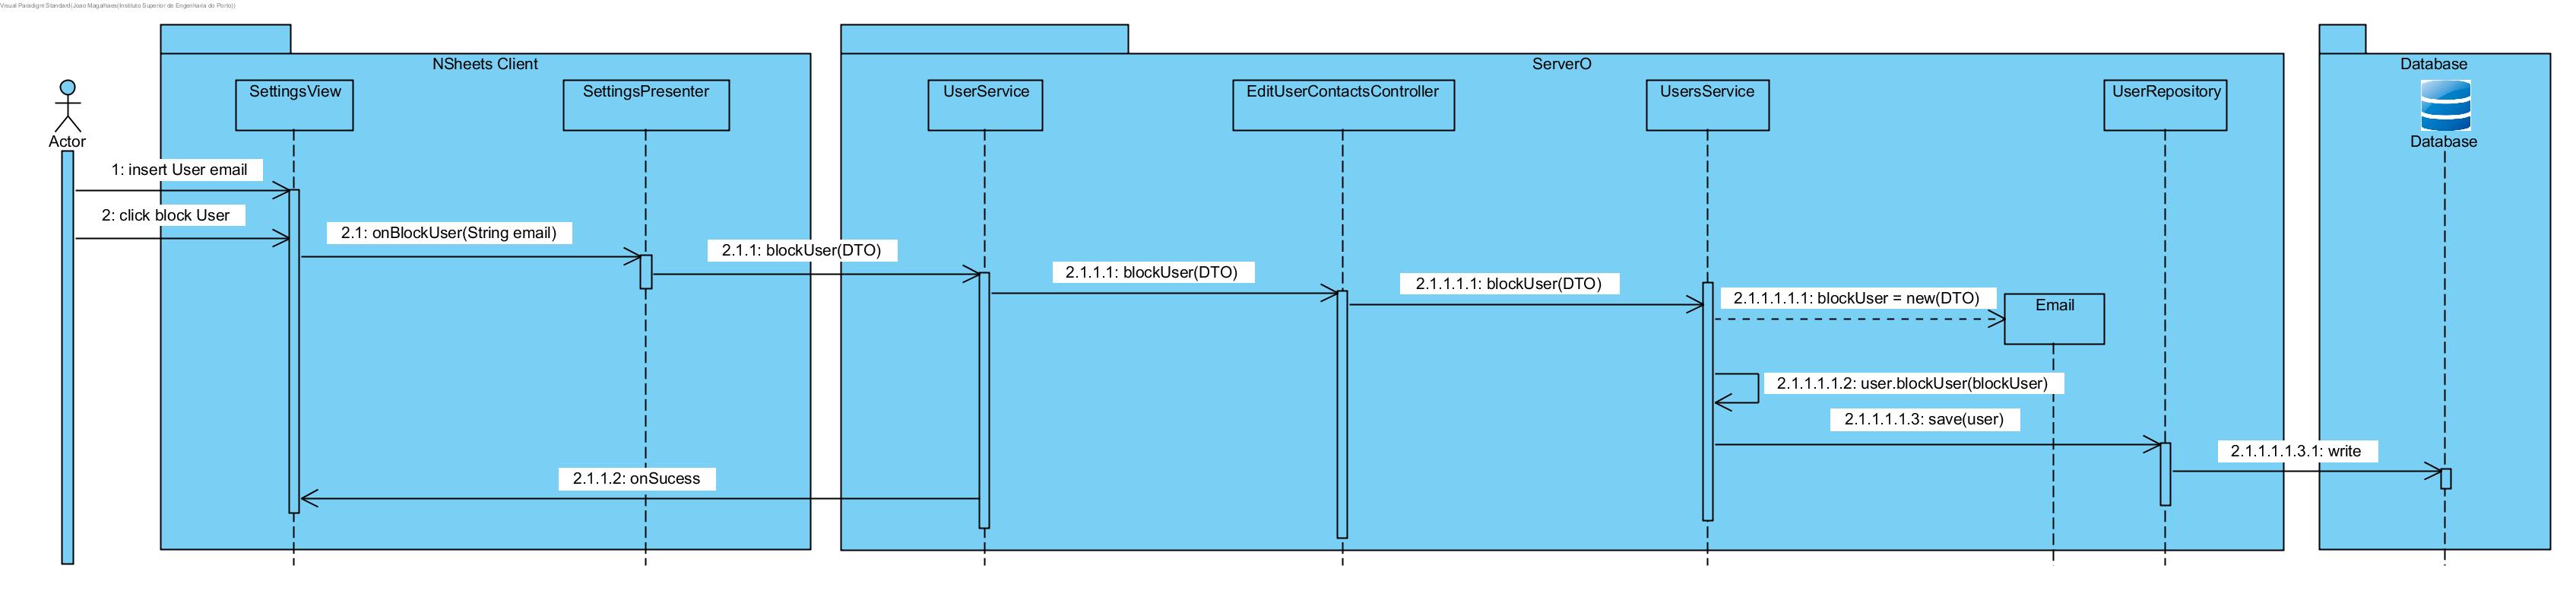 Visual Paradigm Standard(Joao Magalhaes(Instituto Superior de Engenharia do Porto))
NSheets Client
ServerO
Database
SettingsView
SettingsPresenter
UserService
EditUserContactsController
UsersService
UserRepository
Actor
Database
1: insert User email
2: click block User
2.1: onBlockUser(String email)
2.1.1: blockUser(DTO)
2.1.1.1: blockUser(DTO)
2.1.1.1.1: blockUser(DTO)
2.1.1.1.1.1: blockUser = new(DTO)
Email
2.1.1.1.1.2: user.blockUser(blockUser)
2.1.1.1.1.3: save(user)
2.1.1.1.1.3.1: write
2.1.1.2: onSucess